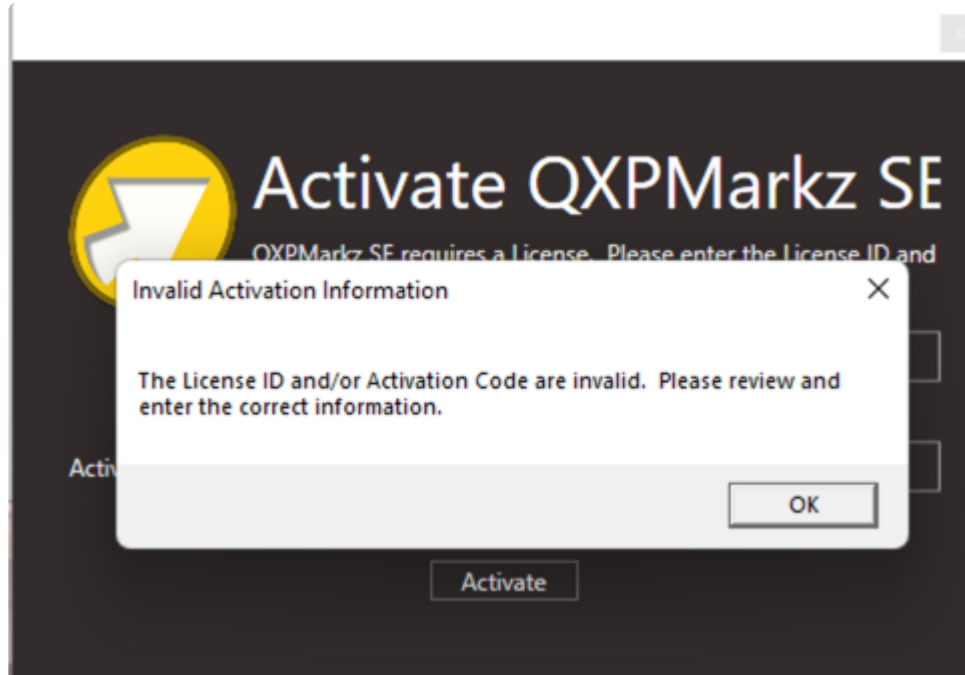 Activate QXPMarkz SE
QXPMarkz SE requires a License. Please enter the License ID and
Invalid Activation Information
The License ID and/or Activation Code are invalid. Please review and
enter the correct information.
Activ
OK
Activate